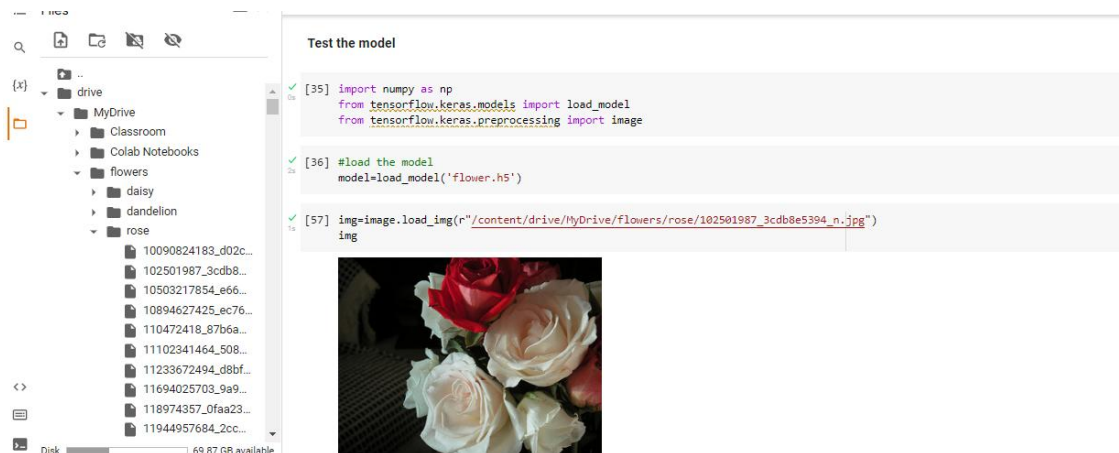 Files
{x}
..
drive
MyDrive
Classroom
Colab Notebooks
flowers
daisy
dandelion
rose
10090824183_d02c...
102501987_3cdb8...
10503217854_e66...
10894627425_ec76...
110472418_87b6a...
11102341464_508...
11233672494_d8bf...
11694025703_9a9...
118974357_0faa23...
11944957684_2cc...
Disk 69.87 GB available
Test the model
[35] import numpy as np
0s from tensorflow.keras.models import load_model
from tensorflow.keras.preprocessing import image
[36] #load the model
2s model=load_model('flower.h5')
[57] img=image.load_img(r"/content/drive/MyDrive/flowers/rose/102501987_3cdb8e5394_n.jpg")
1s img